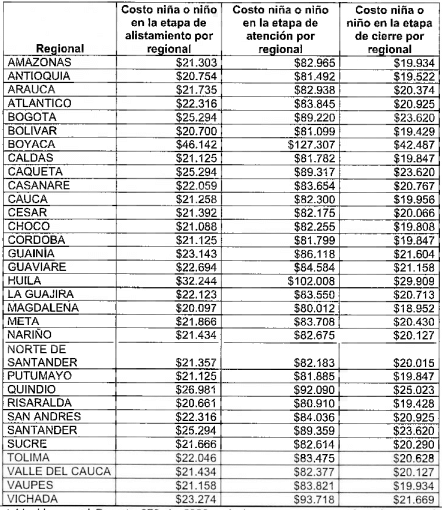 Regional Costo niña o niño en la etapa de alistamiento por regional Costo niña o niño en la etapa de atención por regional Costo niña o niño en la etapa de cierre por regional
AMAZONAS $21.303 $82.965 $19.934
ANTIOQUIA $20.754 $81.492 $19.522
ARAUCA $21.735 $82.938 $20.374
ATLANTICO $22.316 $83.845 $20.925
BOGOTA $25.294 $89.220 $23.620
BOLIVAR $20.700 $81.099 $19.429
BOYACA $46.142 $127.307 $42.487
CALDAS $21.125 $81.782 $19.847
CAQUETA $25.294 $89.317 $23.620
CASANARE $22.059 $83.654 $20.767
CAUCA $21.258 $82.300 $19.956
CESAR $21.392 $82.175 $20.066
CHOCO $21.088 $82.255 $19.808
CORDOBA $21.125 $81.799 $19.847
GUAINÍA $23.143 $86.118 $21.604
GUAVIARE $22.694 $84.584 $21.158
HUILA $32.244 $102.008 $29.909
LA GUAJIRA $22.123 $83.550 $20.713
MAGDALENA $20.097 $80.012 $18.952
META $21.866 $83.708 $20.430
NARIÑO $21.434 $82.675 $20.127
NORTE DE
SANTANDER $21.357 $82.183 $20.015
PUTUMAYO $21.125 $81.885 $19.847
QUINDIO $26.981 $92.090 $25.023
RISARALDA $20.661 $80.910 $19.428
SAN ANDRES $22.316 $84.036 $20.925
SANTANDER $25.294 $89.359 $23.620
SUCRE $21.666 $82.614 $20.290
TOLIMA $22.046 $83.475 $20.628
VALLE DEL CAUCA $21.434 $82.377 $20.127
VAUPES $21.158 $83.821 $19.934
VICHADA $23.274 $93.718 $21.669